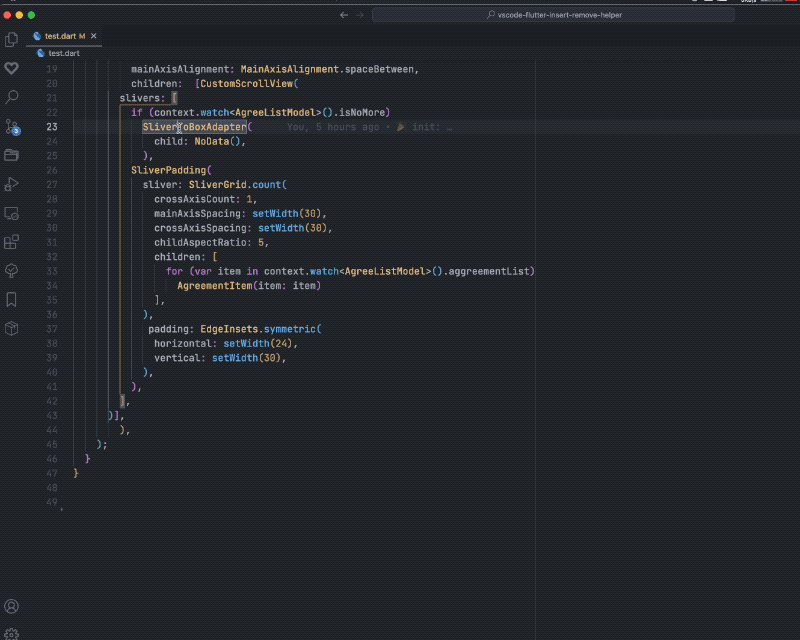 vscode-flutter-insert-remove-helper
test.dart M ×
test.dart
19 mainAxisAlignment: MainAxisAlignment.spaceBetween,
20 children: [CustomScrollView(
21 slivers: [
22 if (context.watch<AgreeListModel>().isNoMore)
23 SliverToBoxAdapter( You, 5 hours ago • 🎉 init: …
24 child: NoData(),
25 ),
26 SliverPadding(
27 sliver: SliverGrid.count(
28 crossAxisCount: 1,
29 mainAxisSpacing: setWidth(30),
30 crossAxisSpacing: setWidth(30),
31 childAspectRatio: 5,
32 children: [
33 for (var item in context.watch<AgreeListModel>().aggreementList)
34 AgreementItem(item: item)
35 ],
36 ),
37 padding: EdgeInsets.symmetric(
38 horizontal: setWidth(24),
39 vertical: setWidth(30),
40 ),
41 ),
42 ],
43 )],
44 ),
45 );
46 }
47 }
48
49